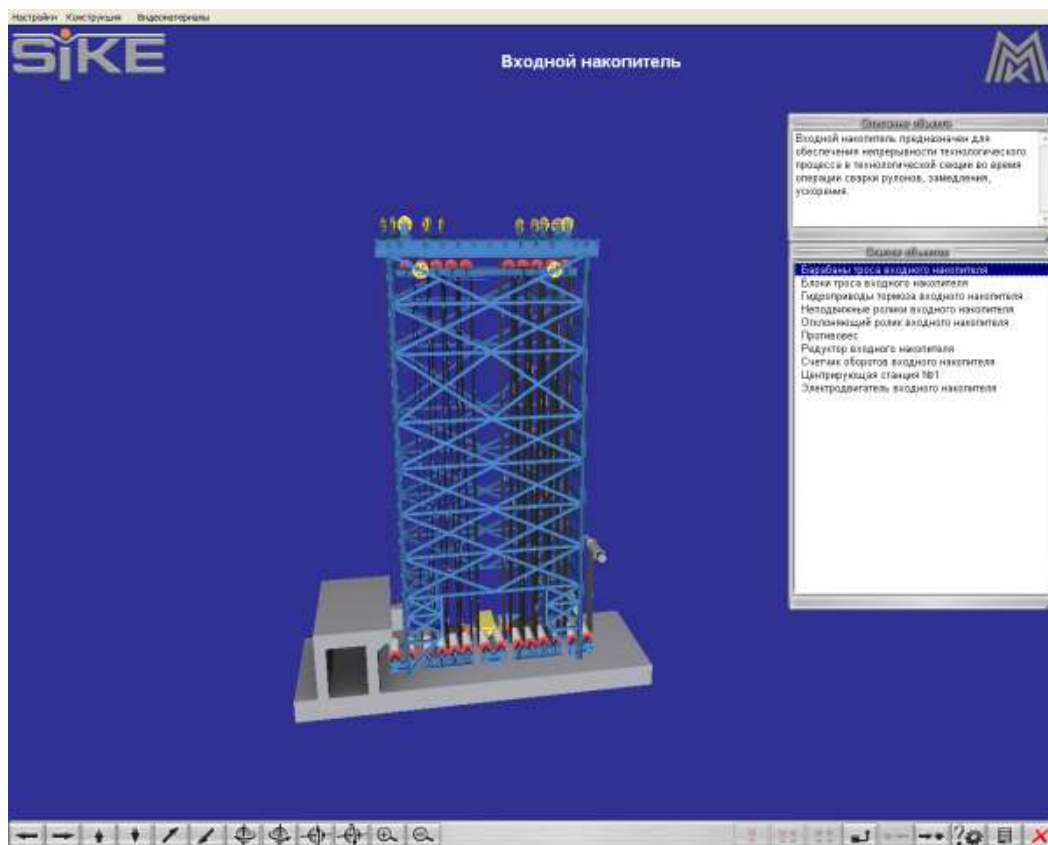 Настройки Конструкция Видеоматериалы
SiKE
Входной накопитель
Описание объекта
Входной накопитель предназначен для
обеспечения непрерывности технологического
процесса в технологической секции во время
операции сварки рулонов, замедления,
ускорения.
Список объектов
Барабаны троса входного накопителя
Блоки троса входного накопителя
Гидроприводы тормоза входного накопителя
Неподвижные ролики входного накопителя
Отклоняющий ролик входного накопителя
Противовес
Редуктор входного накопителя
Счетчик оборотов входного накопителя
Центрирующая станция №1
Электродвигатель входного накопителя